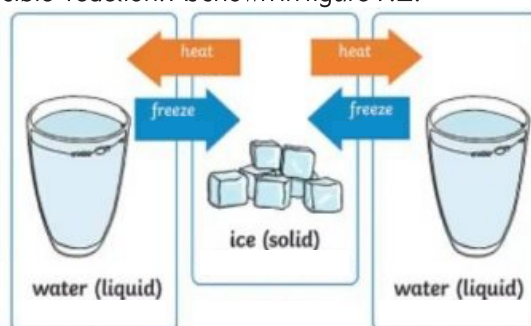 heat heat
freeze freeze
ice (solid)
water (liquid) water (liquid)